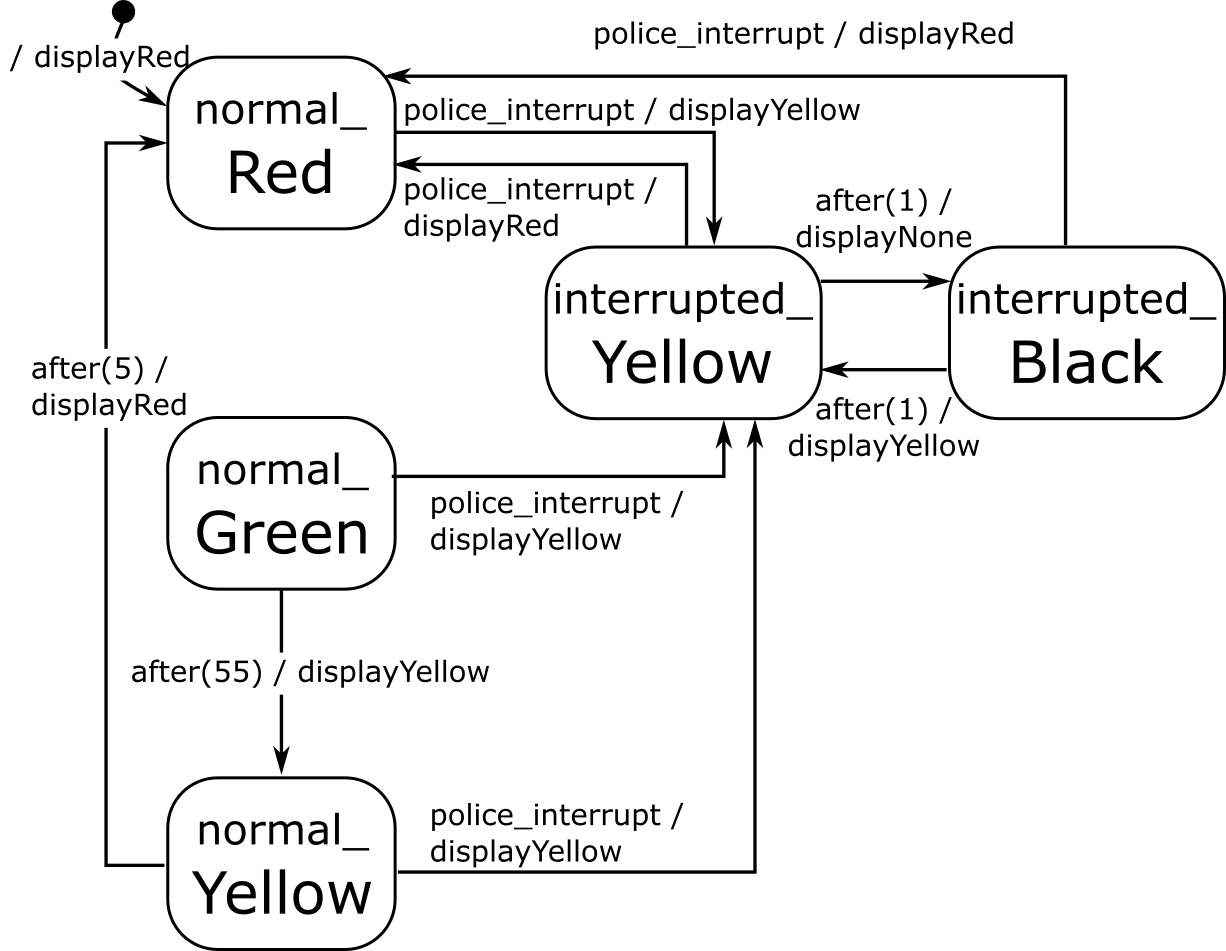 police_interrupt / displayRed
/ displayRed
normal_
Red
police_interrupt / displayYellow
police_interrupt /
displayRed
after(1) /
displayNone
interrupted_
Yellow
interrupted_
Black
after(5) /
displayRed
after(1) /
displayYellow
normal_
Green
police_interrupt /
displayYellow
after(55) / displayYellow
normal_
Yellow
police_interrupt /
displayYellow